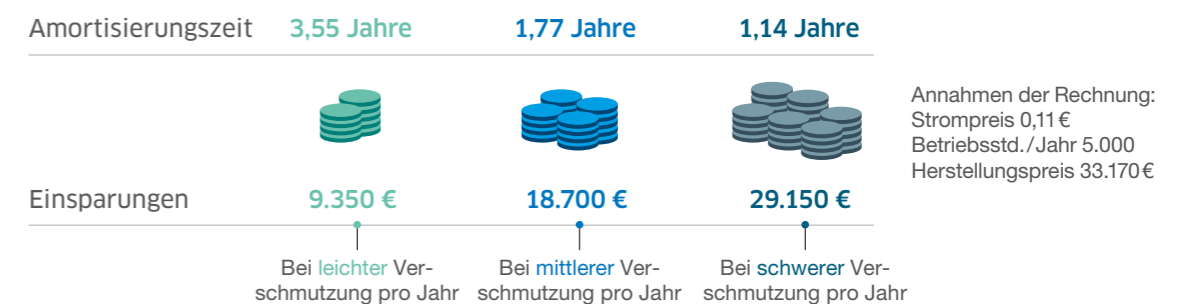 Amortisierungszeit 3,55 Jahre 1,77 Jahre 1,14 Jahre
Annahmen der Rechnung:
Strompreis 0,11 €
Betriebsstd./Jahr 5.000
Herstellungspreis 33.170 €
Einsparungen 9.350 € 18.700 € 29.150 €
Bei leichter Ver-
schmutzung pro Jahr
Bei mittlerer Ver-
schmutzung pro Jahr
Bei schwerer Ver-
schmutzung pro Jahr